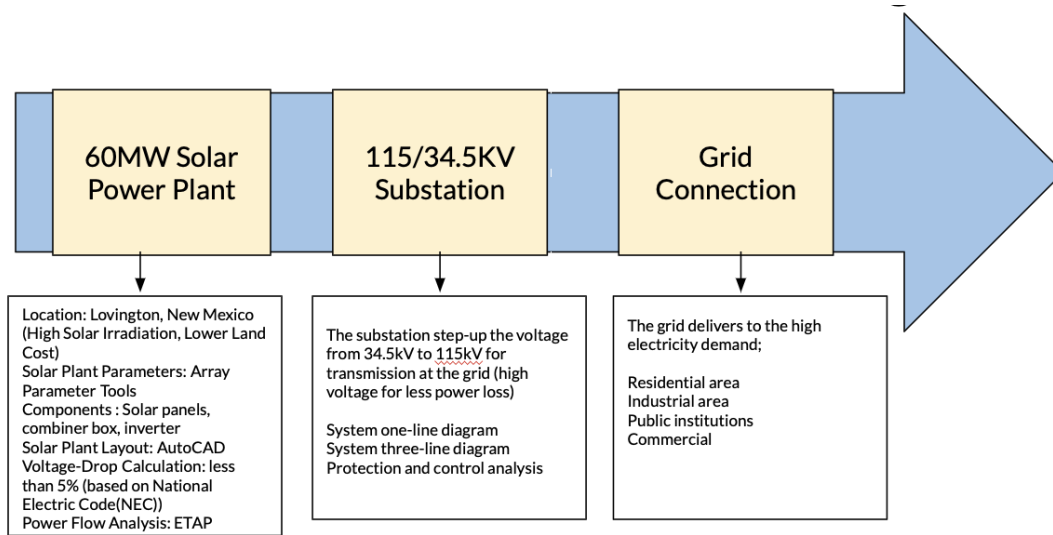 60MW Solar
Power Plant
115/34.5KV
Substation
Grid
Connection
Location: Lovington, New Mexico
(High Solar Irradiation, Lower Land
Cost)
Solar Plant Parameters: Array
Parameter Tools
Components : Solar panels,
combiner box, inverter
Solar Plant Layout: AutoCAD
Voltage-Drop Calculation: less
than 5% (based on National
Electric Code(NEC))
Power Flow Analysis: ETAP
The substation step-up the voltage
from 34.5kV to 115kV for
transmission at the grid (high
voltage for less power loss)
System one-line diagram
System three-line diagram
Protection and control analysis
The grid delivers to the high
electricity demand;
Residential area
Industrial area
Public institutions
Commercial